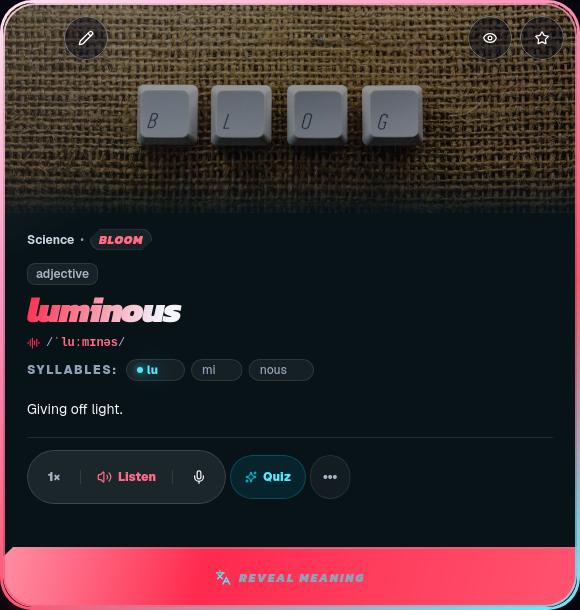 B L O G
Science • BLOOM
adjective
luminous
/ˈluːmɪnəs/
SYLLABLES: lu mi nous
Giving off light.
1× Listen Quiz •••
REVEAL MEANING